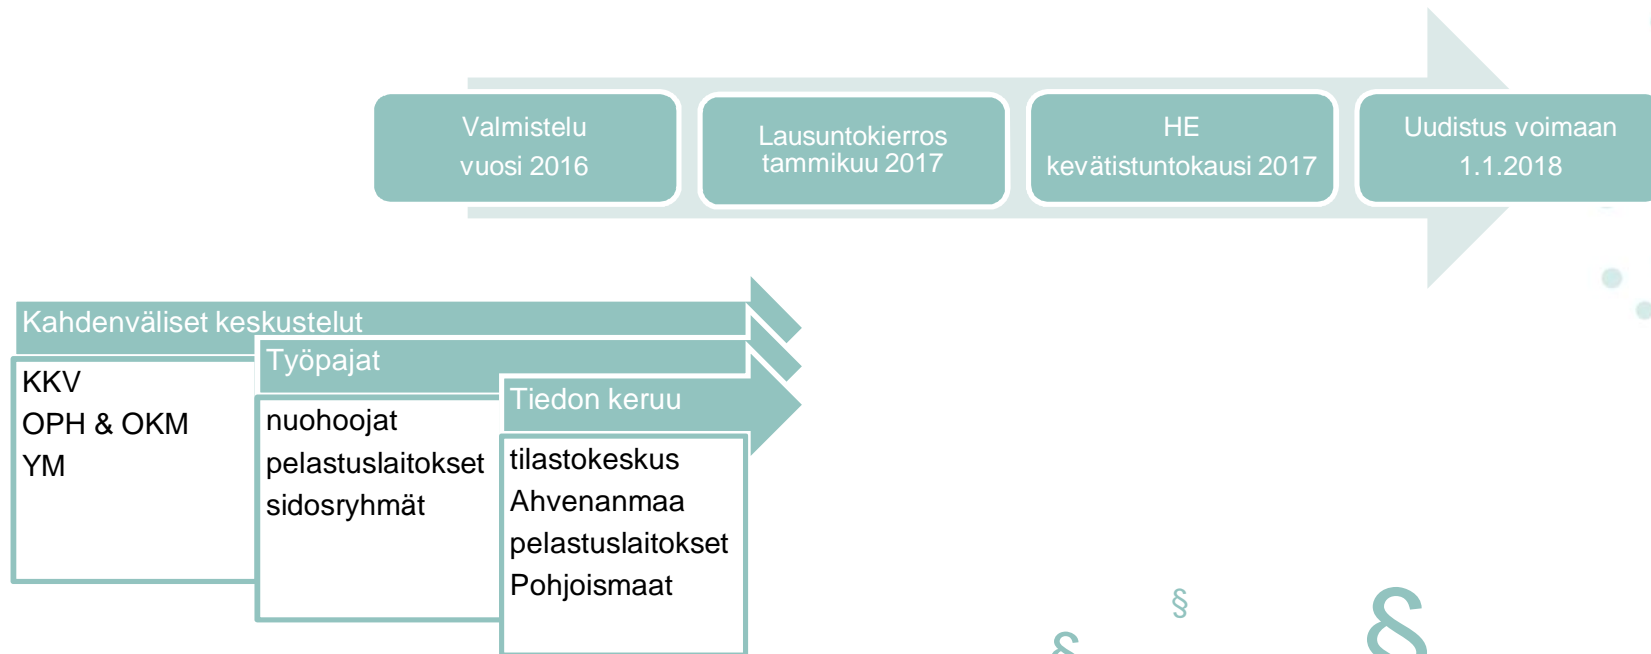 Valmistelu
vuosi 2016
Lausuntokierros
tammikuu 2017
HE
kevätistuntokausi 2017
Uudistus voimaan
1.1.2018
Kahdenväliset keskustelut
KKV
OPH & OKM
YM
Työpajat
nuohoojat
pelastuslaitokset
sidosryhmät
Tiedon keruu
tilastokeskus
Ahvenanmaa
pelastuslaitokset
Pohjoismaat
§
§
§